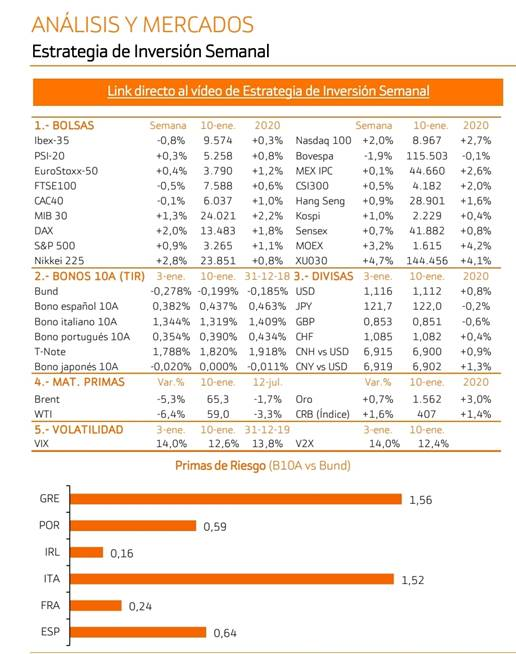 ANÁLISIS Y MERCADOS
Estrategia de Inversión Semanal
Link directo al vídeo de Estrategia de Inversión Semanal
1.- BOLSAS Semana 10-ene. 2020 Semana 10-ene. 2020
Ibex-35 -0,8% 9.574 +0,3% Nasdaq 100 +2,0% 8.967 +2,7%
PSI-20 +0,3% 5.258 +0,8% Bovespa -1,9% 115.503 -0,1%
EuroStoxx-50 +0,4% 3.790 +1,2% MEX IPC +0,1% 44.660 +2,6%
FTSE100 -0,5% 7.588 +0,6% CSI300 +0,5% 4.182 +2,0%
CAC40 -0,1% 6.037 +1,0% Hang Seng +0,9% 28.901 +1,6%
MIB 30 +1,3% 24.021 +2,2% Kospi +1,0% 2.229 +0,4%
DAX +2,0% 13.483 +1,8% Sensex +0,7% 41.882 +0,8%
S&P 500 +0,9% 3.265 +1,1% MOEX +3,2% 1.615 +4,2%
Nikkei 225 +2,8% 23.851 +0,8% XU030 +4,7% 144.456 +4,1%
2.- BONOS 10A (TIR) 3-ene. 10-ene. 31-12-18 3.- DIVISAS 3-ene. 10-ene. 2020
Bund -0,278% -0,199% -0,185% USD 1,116 1,112 +0,8%
Bono español 10A 0,382% 0,437% 0,463% JPY 121,7 122,0 -0,2%
Bono italiano 10A 1,344% 1,319% 1,409% GBP 0,853 0,851 -0,6%
Bono portugués 10A 0,354% 0,390% 0,434% CHF 1,085 1,082 +0,4%
T-Note 1,788% 1,820% 1,918% CNH vs USD 6,915 6,900 +0,9%
Bono japonés 10A -0,020% 0,000% -0,011% CNY vs USD 6,919 6,902 +1,3%
4.- MAT. PRIMAS Var.% 10-ene. 12-jul. Var.% 10-ene. 2020
Brent -5,3% 65,3 -1,7% Oro +0,7% 1.562 +3,0%
WTI -6,4% 59,0 -3,3% CRB (Índice) +1,6% 407 +1,4%
5.- VOLATILIDAD 3-ene. 10-ene. 31-12-19 3-ene. 10-ene.
VIX 14,0% 12,6% 13,8% V2X 14,0% 12,4%
Primas de Riesgo (B10A vs Bund)
GRE 1,56
POR 0,59
IRL 0,16
ITA 1,52
FRA 0,24
ESP 0,64